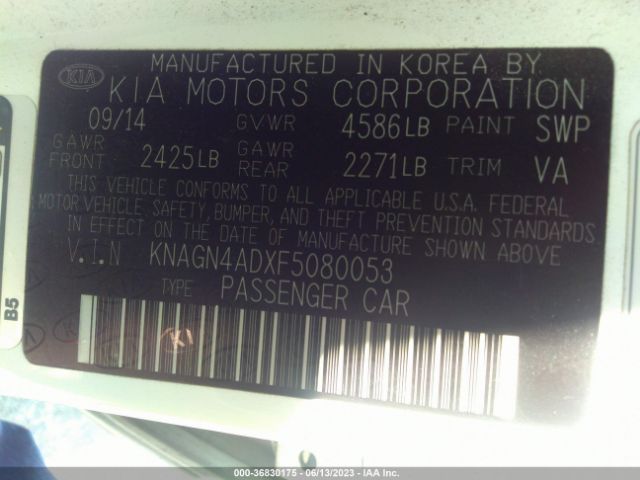 MANUFACTURED IN KOREA BY
KIA KIA MOTORS CORPORATION
09/14 GVWR 4586LB PAINT SWP
GAWR FRONT 2425LB GAWR REAR 2271LB TRIM VA
THIS VEHICLE CONFORMS TO ALL APPLICABLE U.S.A. FEDERAL
MOTOR VEHICLE SAFETY, BUMPER, AND THEFT PREVENTION STANDARDS
IN EFFECT ON THE DATE OF MANUFACTURE SHOWN ABOVE
V.I.N KNAGN4ADXF5080053
TYPE: PASSENGER CAR
KI
B5
000-36830175 - 06/13/2023 - IAA, Inc.